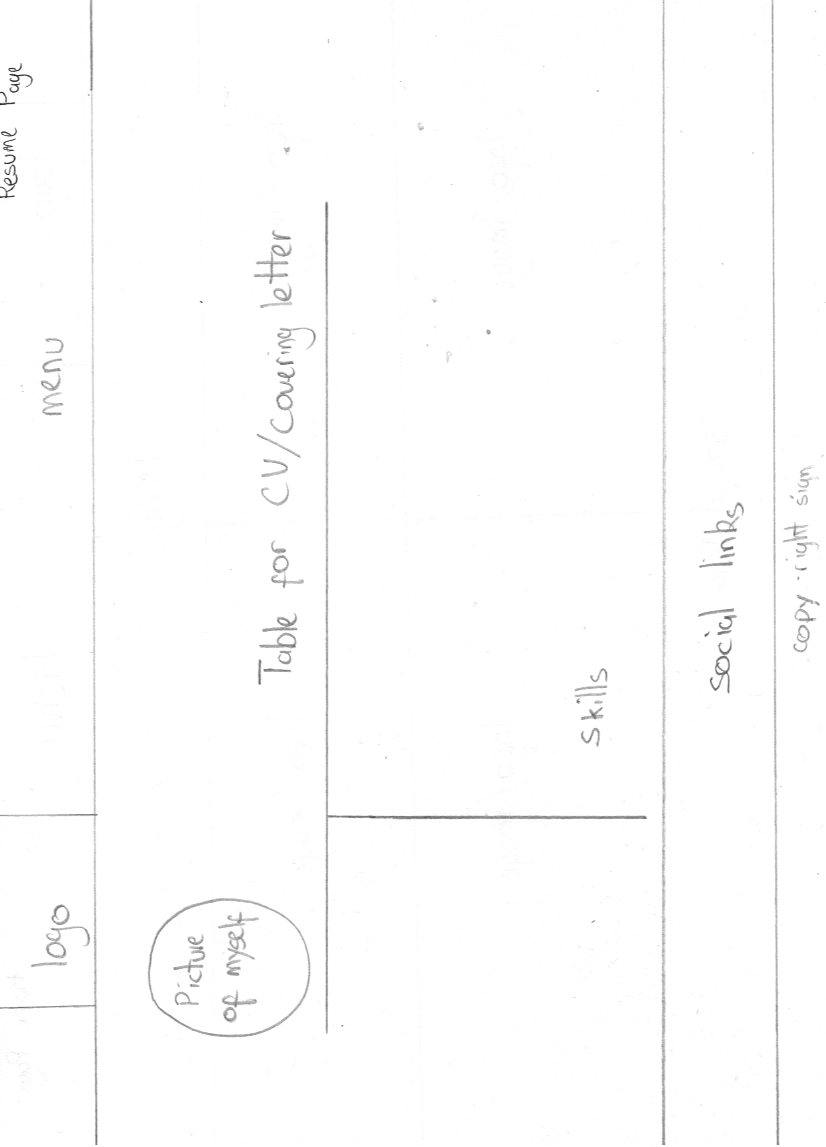 Resume Page
logo
menu
Picture
of myself
Table for CV/Covering letter
Skills
Social links
copy-right sign